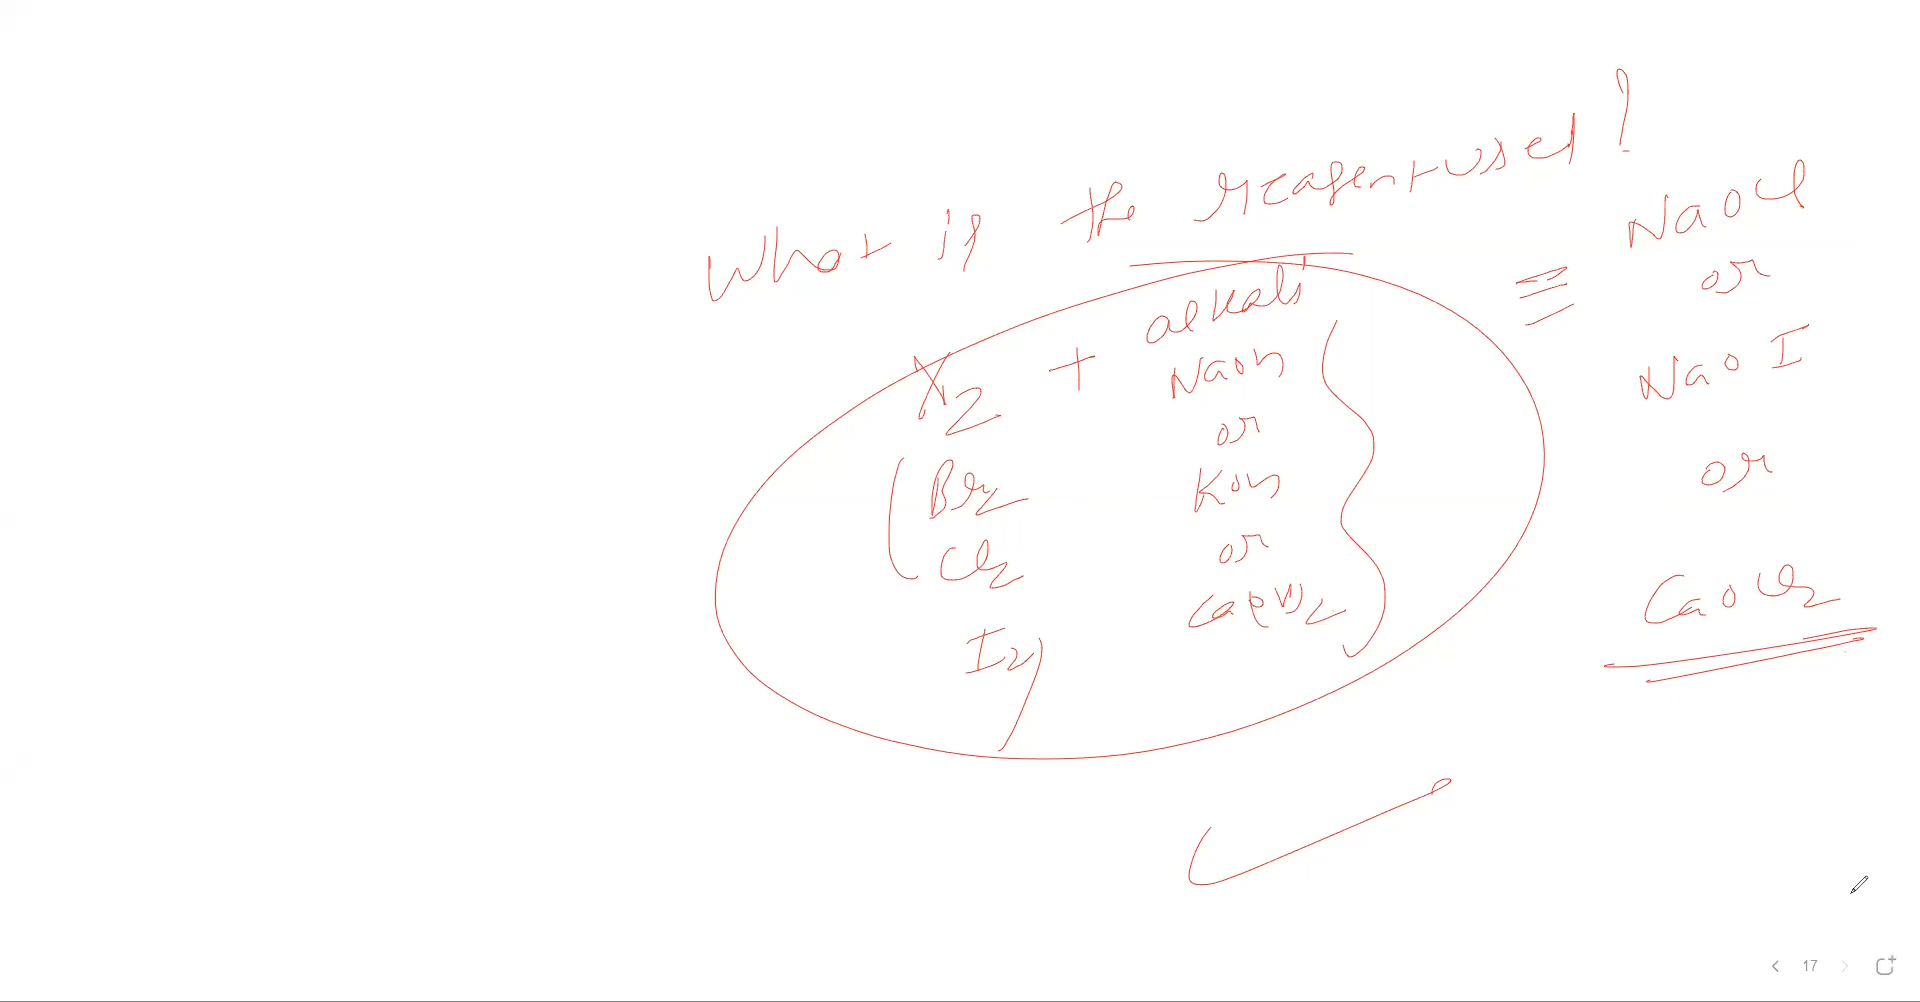 What is the reagent used ?
X2 + alkali
NaOH
or
KOH
or
Ca(OH)2
(Br2
Cl2
I2)
≡ NaOCl
or
NaOI
or
CaOCl2
17